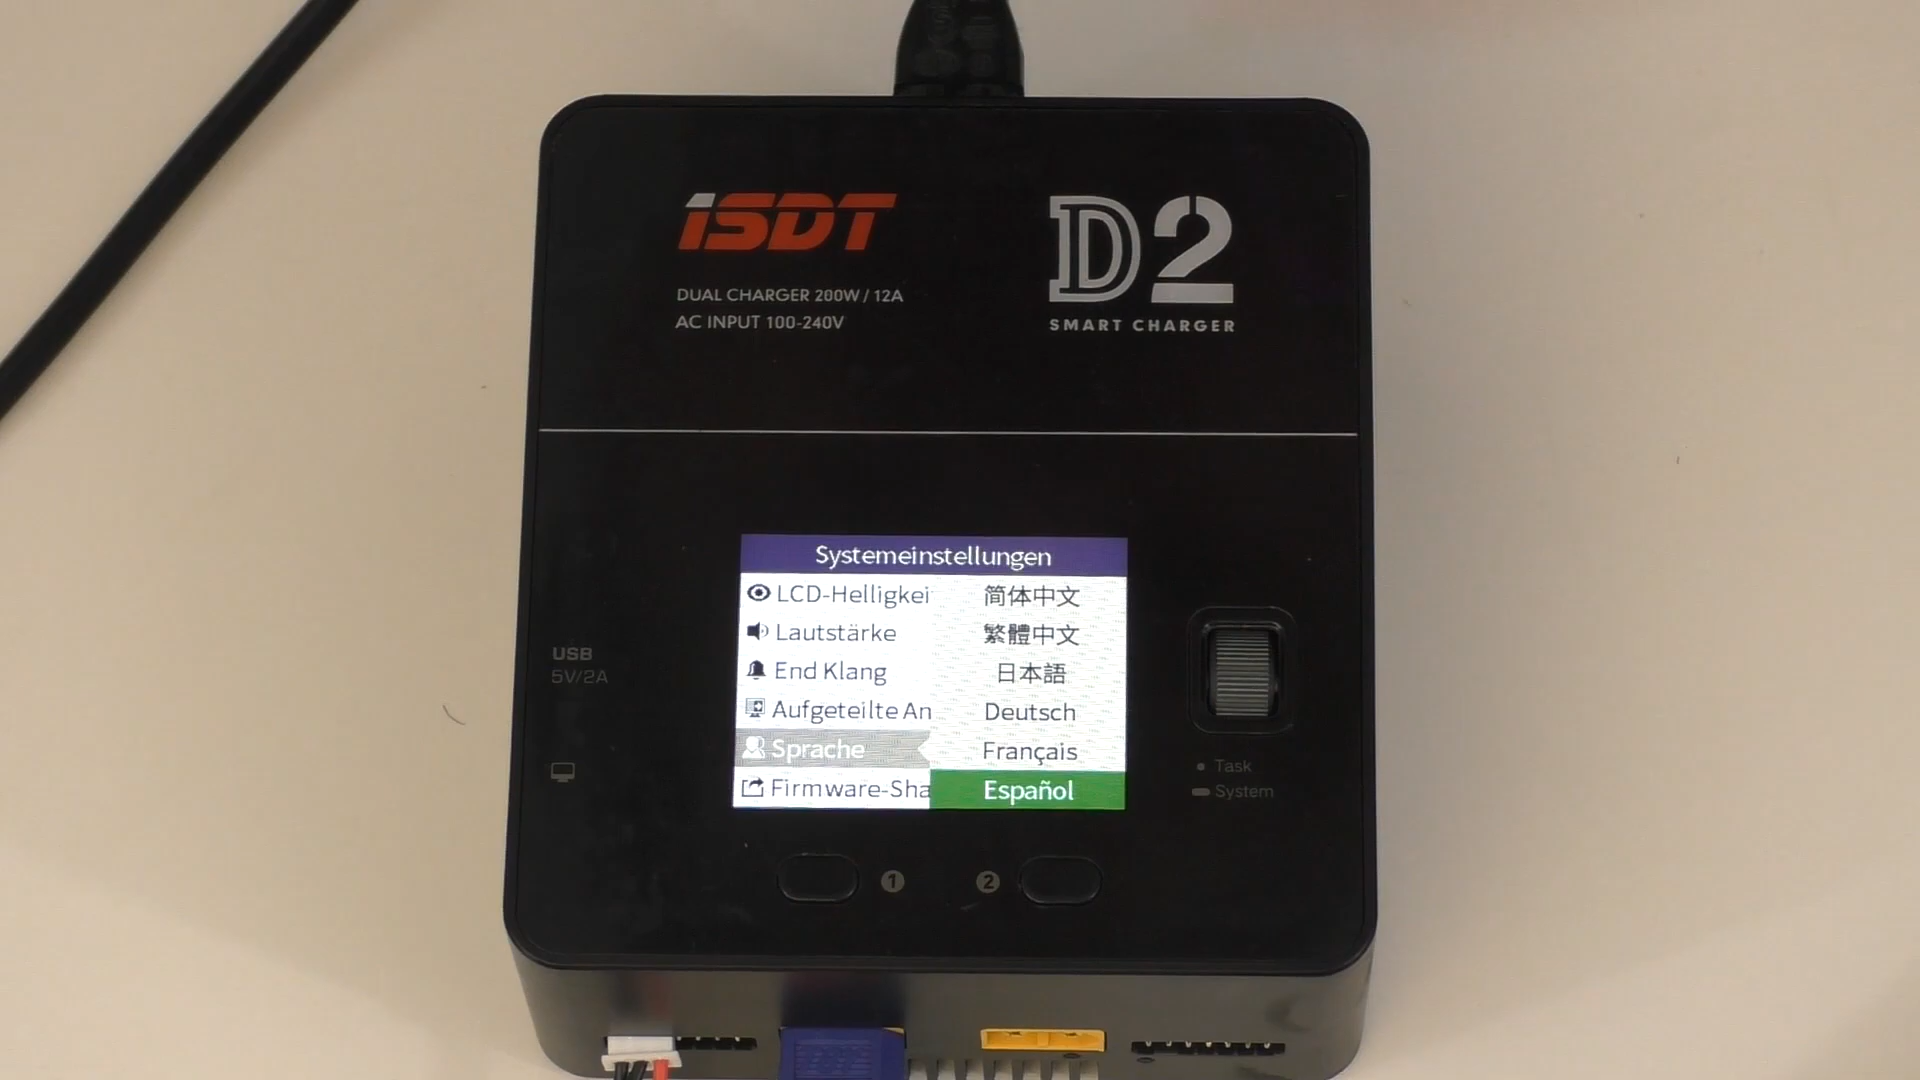 iSDT
DUAL CHARGER 200W / 12A
AC INPUT 100-240V
D2
SMART CHARGER
Systemeinstellungen
LCD-Helligkei
简体中文
Lautstärke
繁體中文
End Klang
日本語
Aufgeteilte An
Deutsch
Sprache
Français
Firmware-Sha
Español
USB
5V/2A
Task
System
1
2